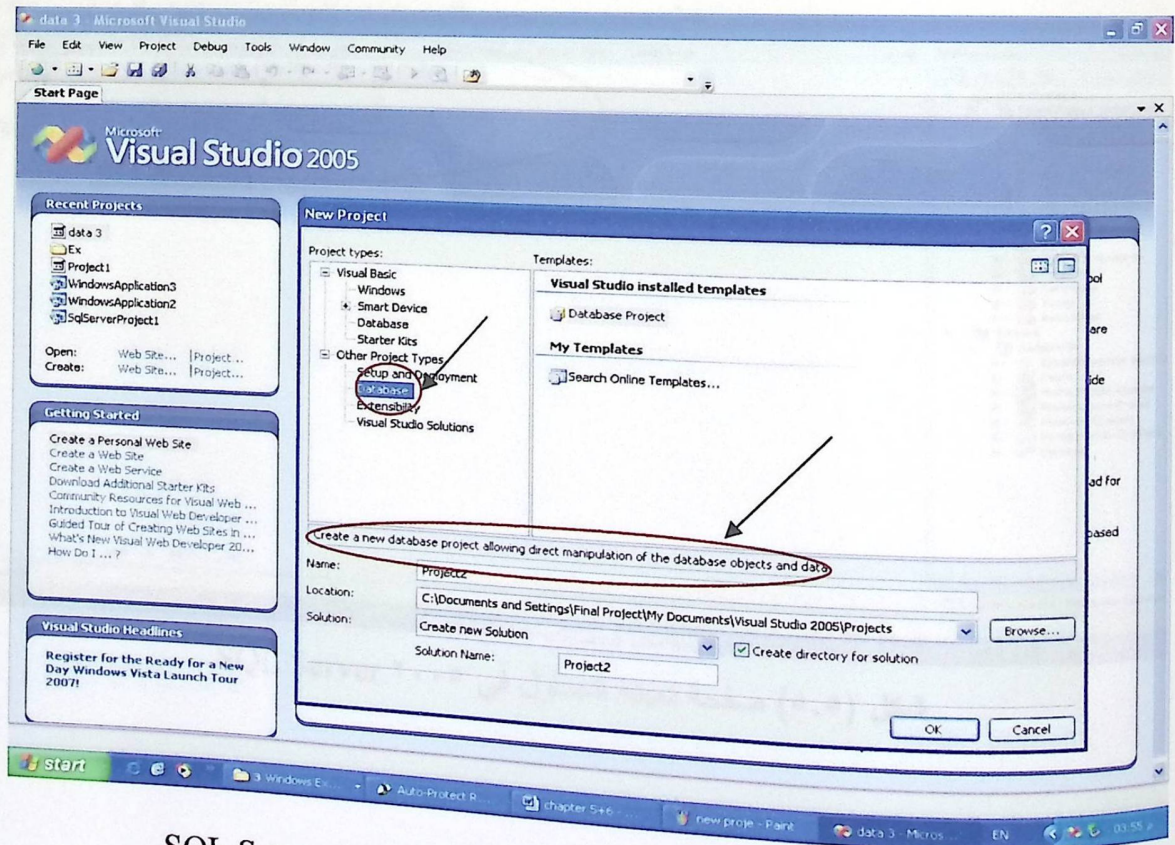 data 3 - Microsoft Visual Studio
File Edit View Project Debug Tools Window Community Help
Start Page
Microsoft
Visual Studio 2005
Recent Projects
data 3
Ex
Project1
WindowsApplication3
WindowsApplication2
SqlServerProject1
Open: Web Site... |Project...
Create: Web Site... |Project...
Getting Started
Create a Personal Web Site
Create a Web Site
Create a Web Service
Download Additional Starter Kits
Community Resources for Visual Web ...
Introduction to Visual Web Developer ...
Guided Tour of Creating Web Sites in ...
What's New Visual Web Developer 20...
How Do I ... ?
Visual Studio Headlines
Register for the Ready for a New
Day Windows Vista Launch Tour
2007!
New Project
Project types:
Visual Basic
Windows
Smart Device
Database
Starter Kits
Other Project Types
Setup and Deployment
Database
Extensibility
Visual Studio Solutions
Templates:
Visual Studio installed templates
Database Project
My Templates
Search Online Templates...
Create a new database project allowing direct manipulation of the database objects and data
Name: Project2
Location: C:\Documents and Settings\Final Project\My Documents\Visual Studio 2005\Projects
Browse...
Solution: Create new Solution
Create directory for solution
Solution Name: Project2
OK Cancel
ad for
based
start
3 Windows Ex...
Auto-Protect R...
chapter 5+6 - ...
new proje - Paint
data 3 - Micros...
EN
03:55